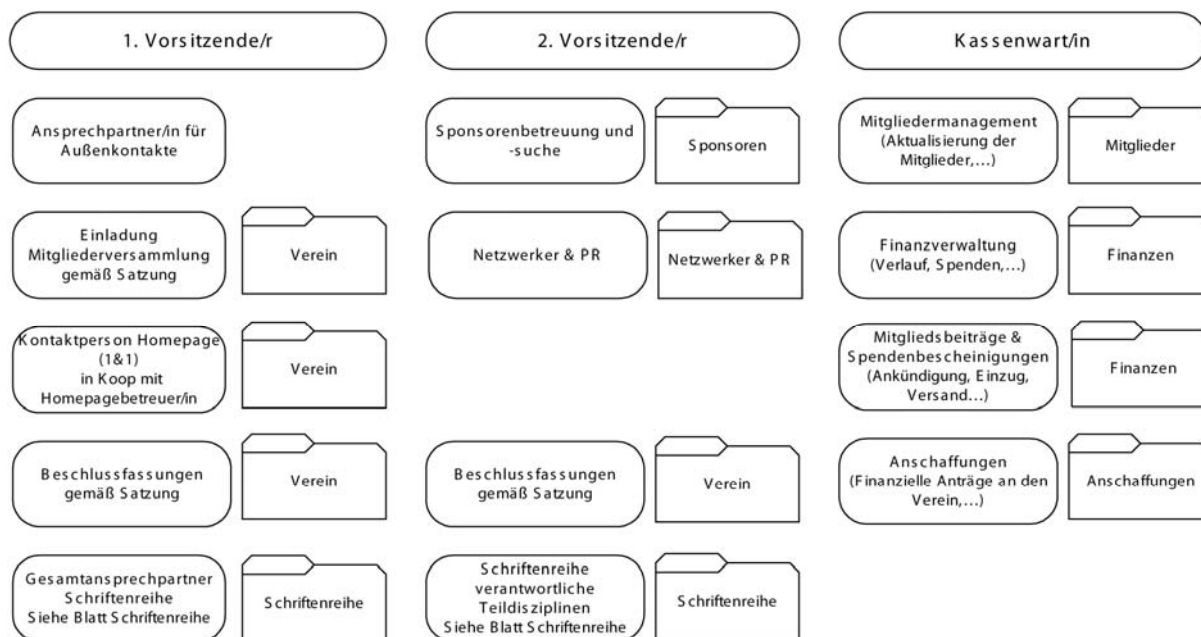 1. Vorsitzende/r
2. Vorsitzende/r
Kassenwart/in
Ansprechpartner/in für
Außenkontakte
Sponsorenbetreuung und
-suche
Sponsoren
Mitgliedermanagement
(Aktualisierung der
Mitglieder,...)
Mitglieder
Einladung
Mitgliederversammlung
gemäß Satzung
Verein
Netzwerker & PR
Netzwerker & PR
Finanzverwaltung
(Verlauf, Spenden,...)
Finanzen
Kontaktperson Homepage
(1&1)
in Koop mit
Homepagebetreuer/in
Verein
Mitgliedsbeiträge &
Spendenbescheinigungen
(Ankündigung, Einzug,
Versand...)
Finanzen
Beschlussfassungen
gemäß Satzung
Verein
Beschlussfassungen
gemäß Satzung
Verein
Anschaffungen
(Finanzielle Anträge an den
Verein,...)
Anschaffungen
Gesamtansprechpartner
Schriftenreihe
Siehe Blatt Schriftenreihe
Schriftenreihe
Schriftenreihe
verantwortliche
Teildisziplinen
Siehe Blatt Schriftenreihe
Schriftenreihe